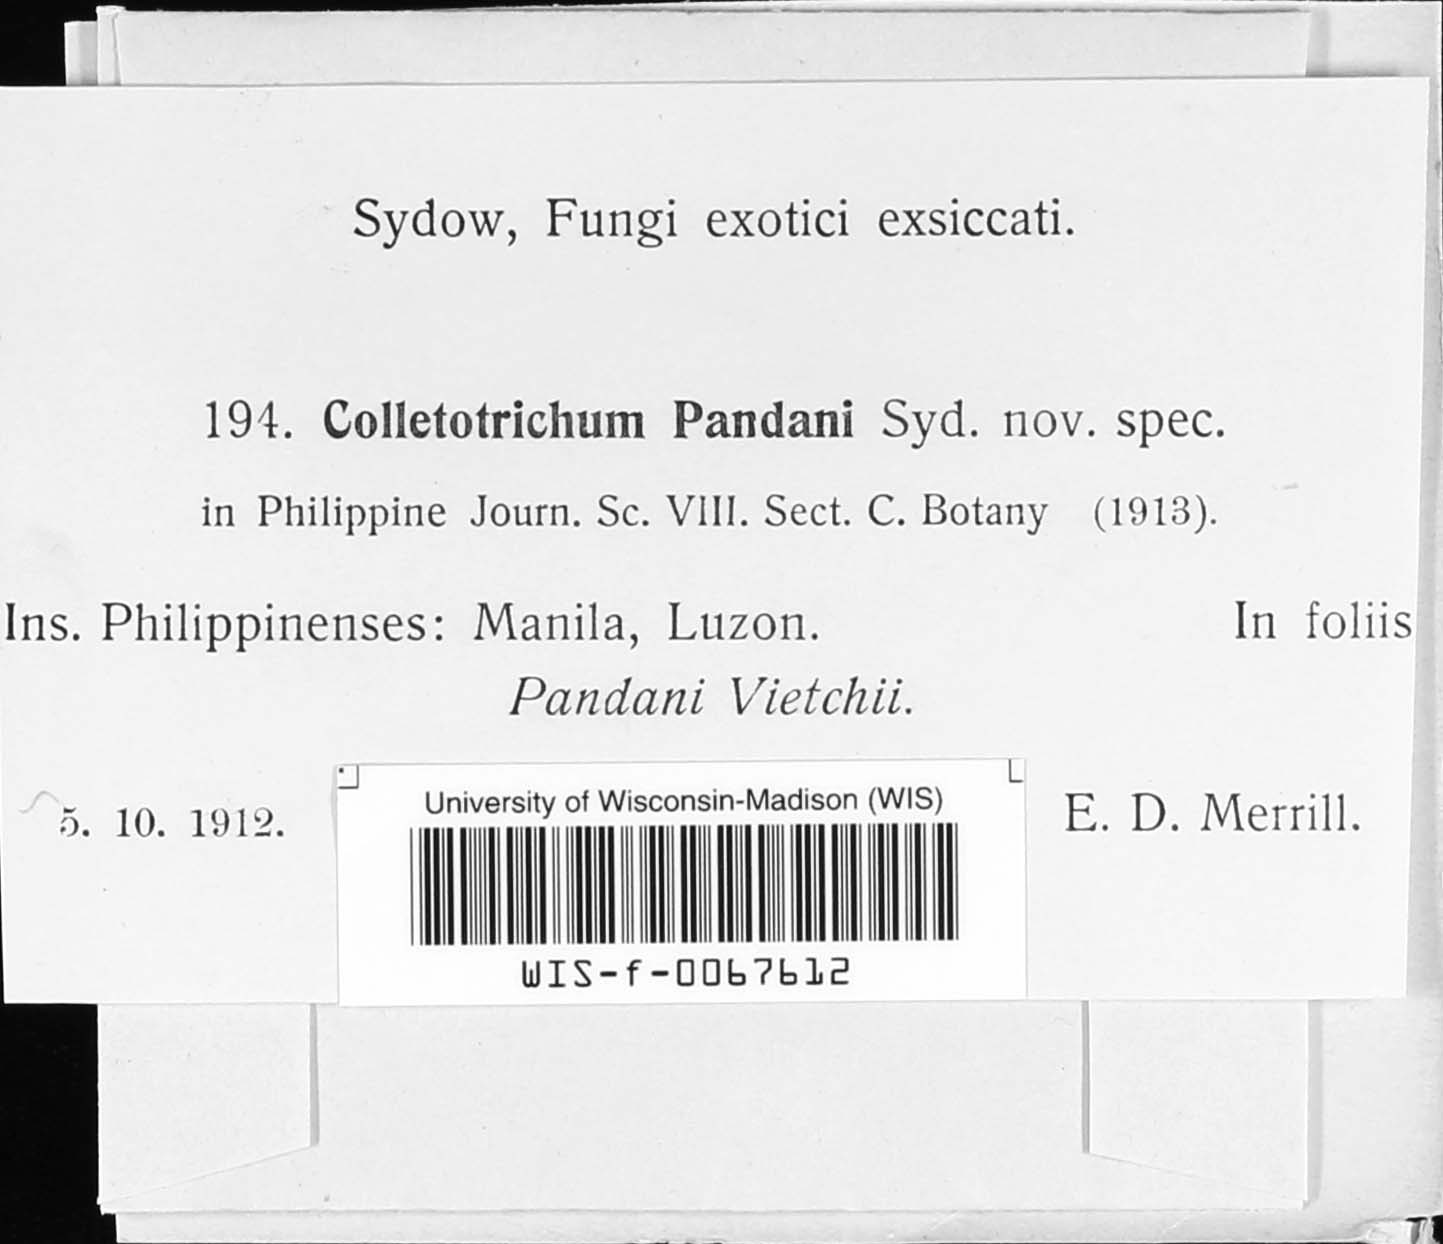 Sydow, Fungi exotici exsiccati.
194. Colletotrichum Pandani Syd. nov. spec.
in Philippine Journ. Sc. VIII. Sect. C. Botany (1913).
Ins. Philippinenses: Manila, Luzon. In foliis
Pandani Vietchii.
5. 10. 1912. E. D. Merrill.
University of Wisconsin-Madison (WIS)
WIS-f-0067612